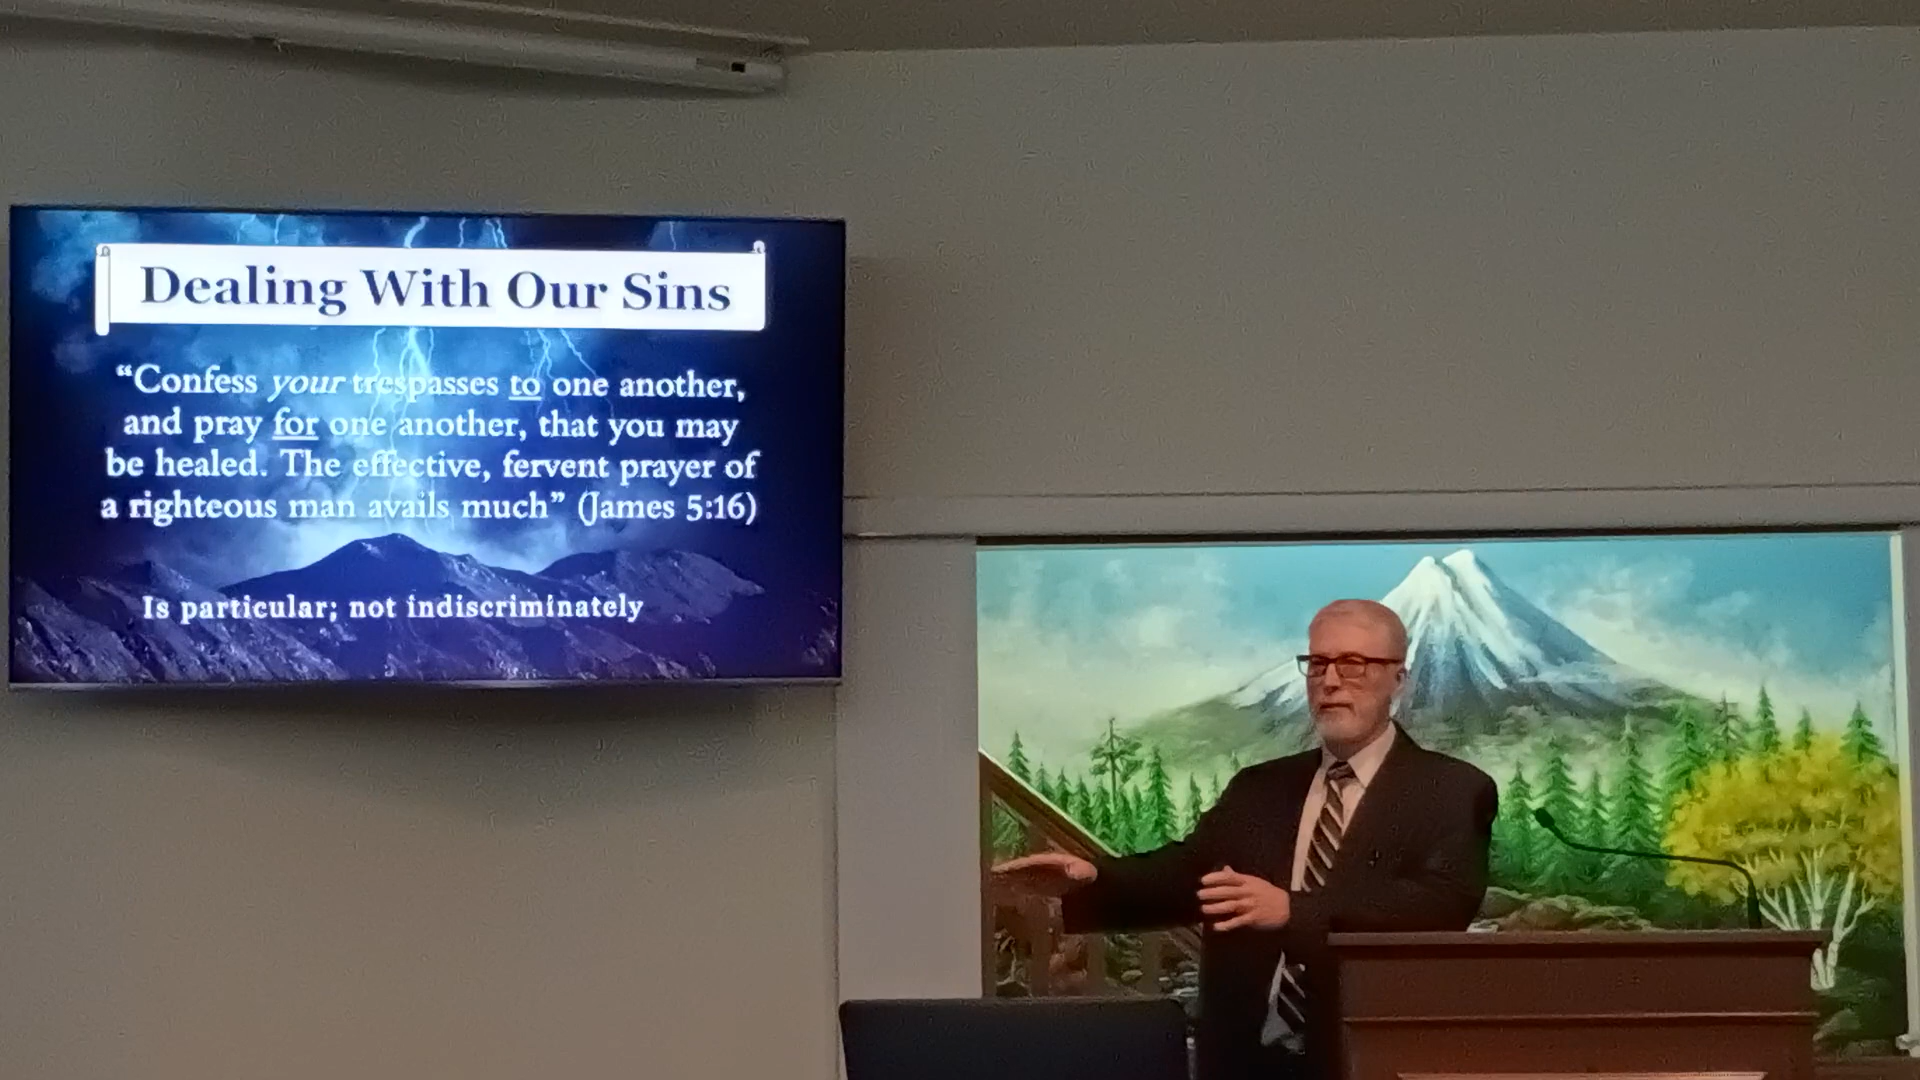 Dealing With Our Sins
“Confess your trespasses to one another,
and pray for one another, that you may
be healed. The effective, fervent prayer of
a righteous man avails much” (James 5:16)
Is particular; not indiscriminately